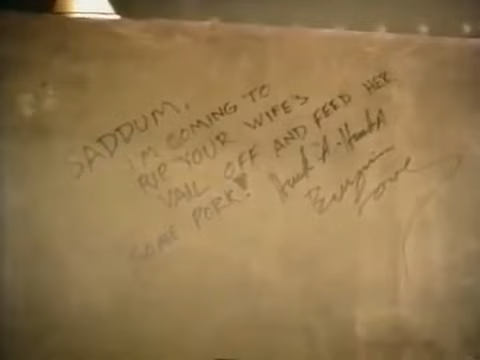 SADDUM,
I'M COMING TO
RIP YOUR WIFE'S
VAIL OFF AND FEED HER
SOME PORK!